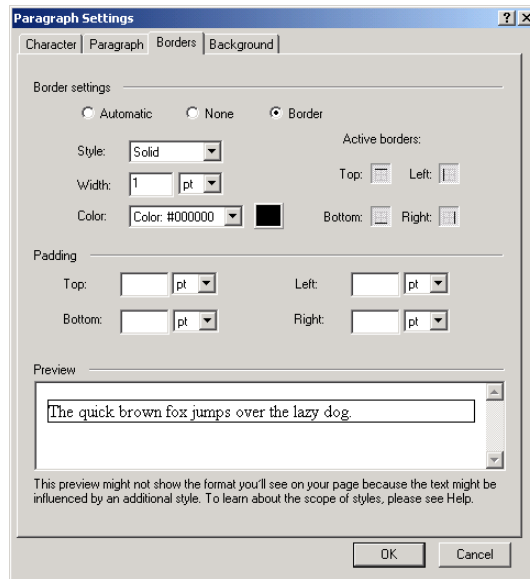 Paragraph Settings
Character Paragraph Borders Background
Border settings
Automatic None Border
Style: Solid
Active borders:
Width: 1 pt
Top: Left:
Color: Color: #000000
Bottom: Right:
Padding
Top: pt Left: pt
Bottom: pt Right: pt
Preview
The quick brown fox jumps over the lazy dog.
This preview might not show the format you'll see on your page because the text might be
influenced by an additional style. To learn about the scope of styles, please see Help.
OK Cancel